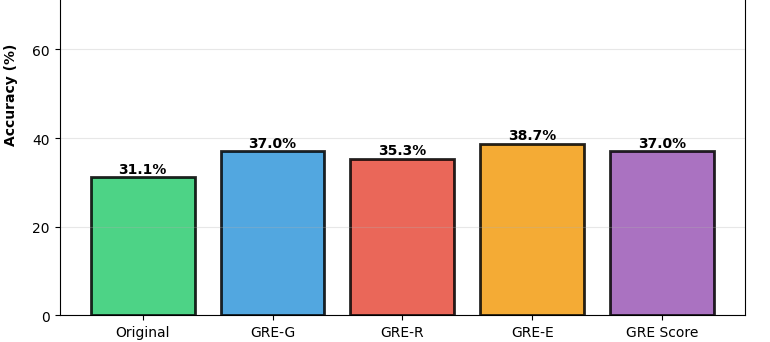 Accuracy (%)
60
40
20
0
31.1%
37.0%
35.3%
38.7%
37.0%
Original
GRE-G
GRE-R
GRE-E
GRE Score